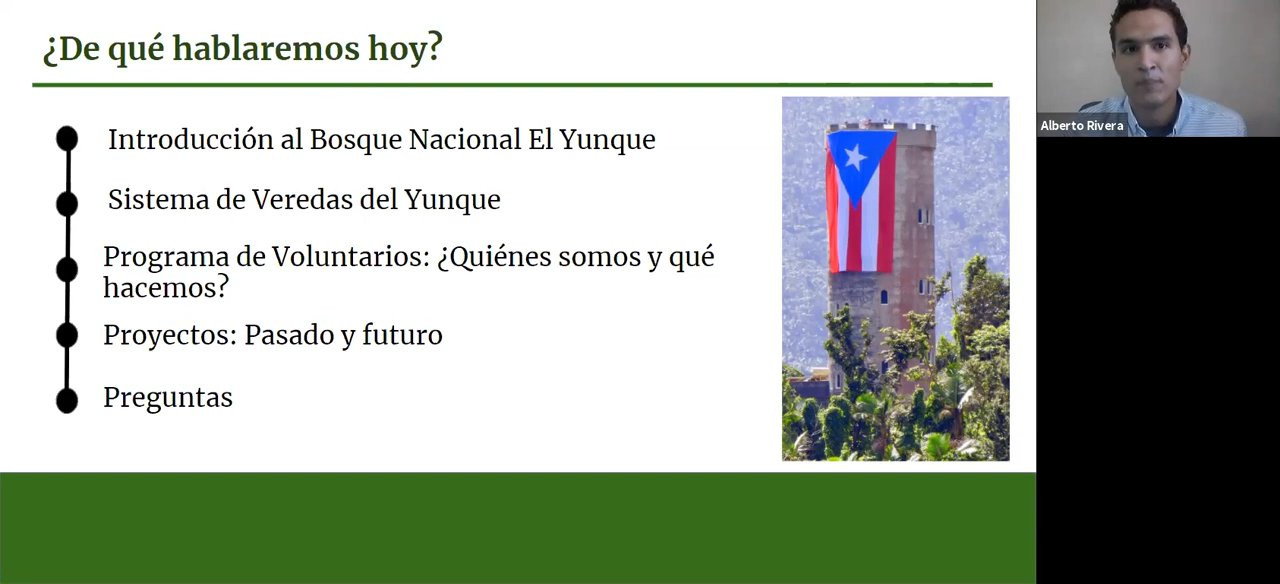 ¿De qué hablaremos hoy?
Introducción al Bosque Nacional El Yunque
Sistema de Veredas del Yunque
Programa de Voluntarios: ¿Quiénes somos y qué
hacemos?
Proyectos: Pasado y futuro
Preguntas
Alberto Rivera